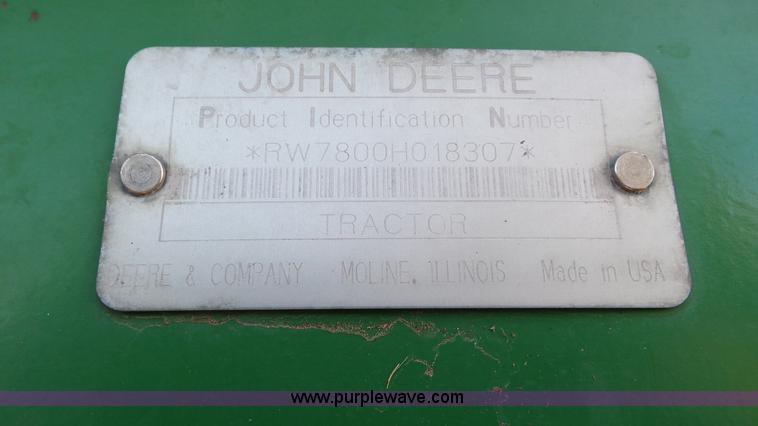 JOHN DEERE
Product Identification Number
*RW7800H018307*
TRACTOR
DEERE & COMPANY MOLINE, ILLINOIS Made in USA
www.purplewave.com